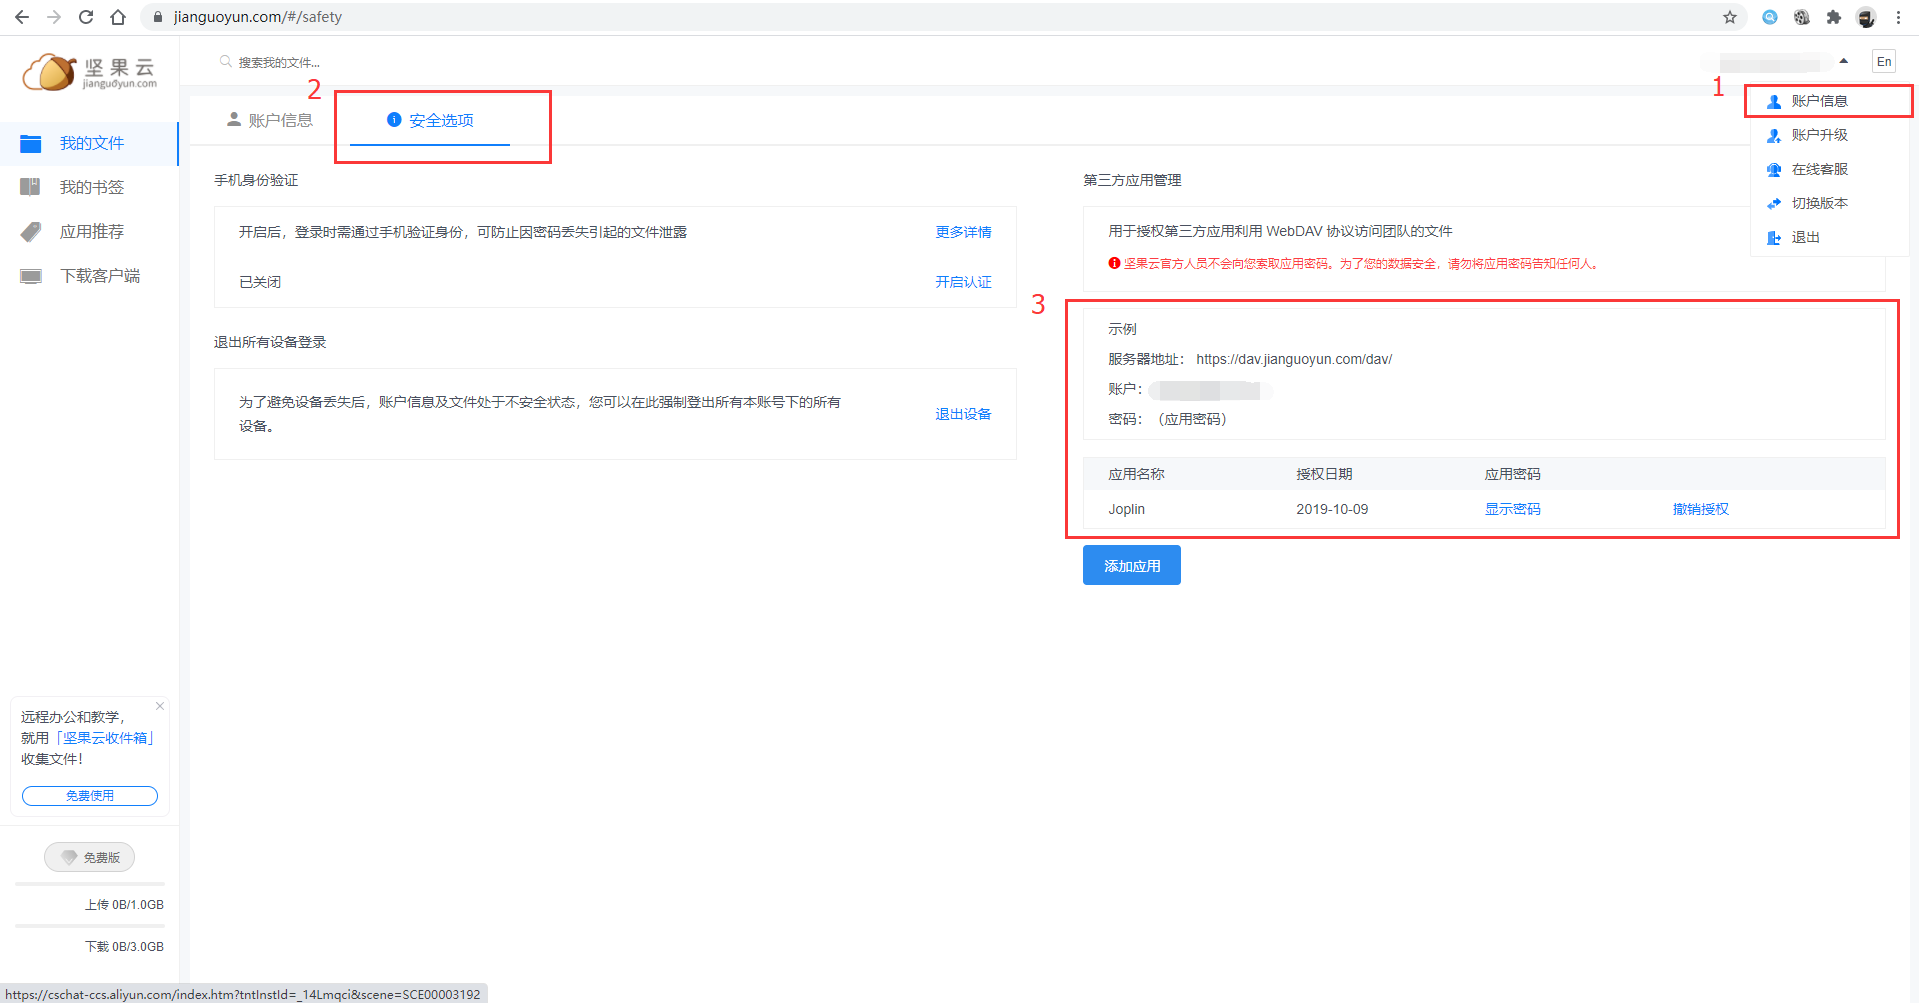 jianguoyun.com/#/safety
坚果云
jianguoyun.com
搜索我的文件...
En
1
账户信息
账户升级
在线客服
切换版本
退出
2
账户信息
安全选项
我的文件
我的书签
应用推荐
下载客户端
手机身份验证
开启后，登录时需通过手机验证身份，可防止因密码丢失引起的文件泄露
更多详情
已关闭
开启认证
退出所有设备登录
为了避免设备丢失后，账户信息及文件处于不安全状态，您可以在此强制登出所有本账号下的所有
设备。
退出设备
第三方应用管理
用于授权第三方应用利用 WebDAV 协议访问团队的文件
坚果云官方人员不会向您索取应用密码。为了您的数据安全，请勿将应用密码告知任何人。
3
示例
服务器地址： https://dav.jianguoyun.com/dav/
账户：
密码：（应用密码）
应用名称 授权日期 应用密码
Joplin 2019-10-09 显示密码 撤销授权
添加应用
远程办公和教学，
就用「坚果云收件箱」
收集文件！
免费使用
免费版
上传 0B/1.0GB
下载 0B/3.0GB
https://cschat-ccs.aliyun.com/index.htm?tntInstId=_14Lmqci&scene=SCE00003192